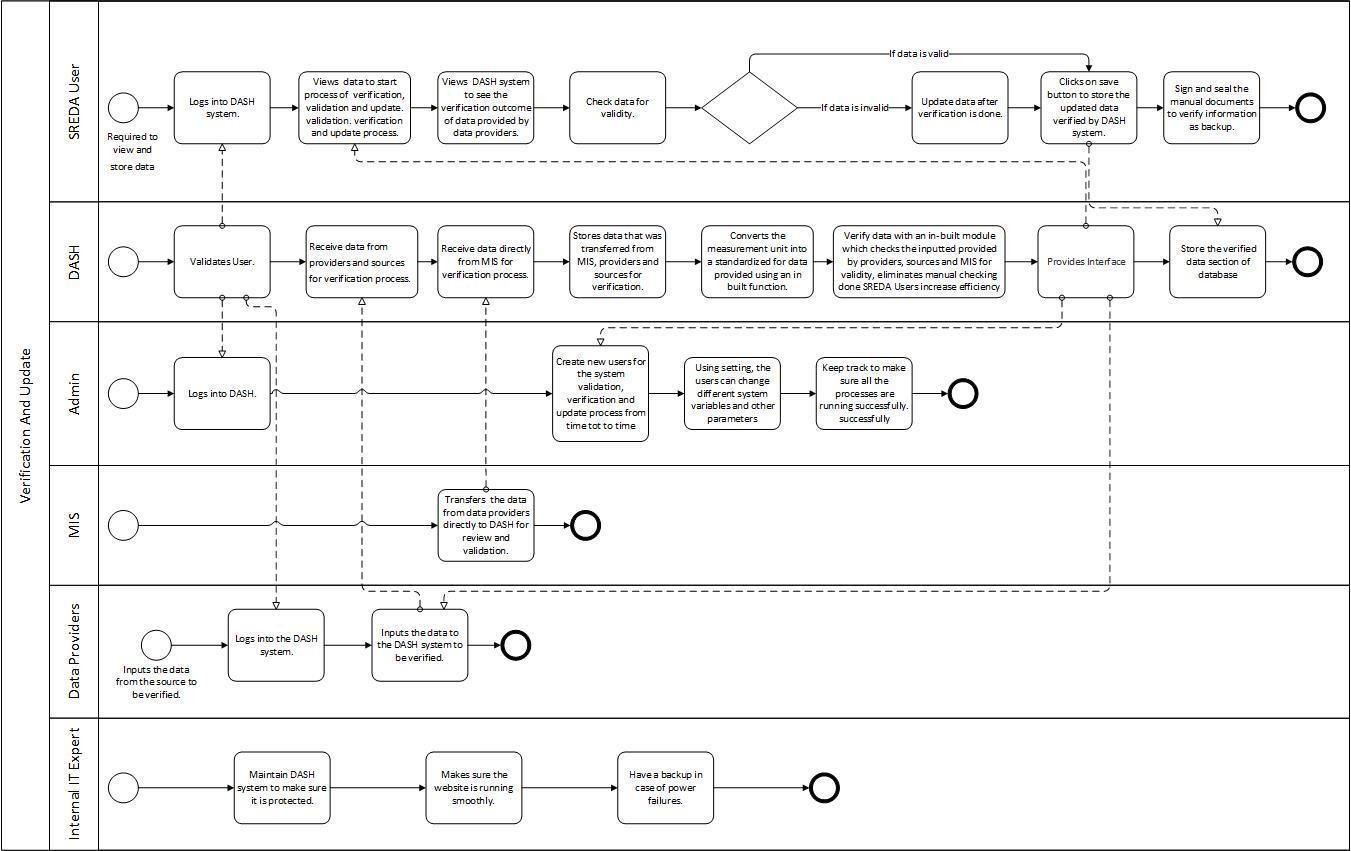 Verification And Update
SREDA User
Required to
view and
store data
Logs into DASH
system.
Views data to start
process of verification,
validation and update.
validation. verification
and update process.
Views DASH system
to see the
verification outcome
of data provided by
data providers.
Check data for
validity.
If data is valid
If data is invalid
Update data after
verification is done.
Clicks on save
button to store the
updated data
verified by DASH
system.
Sign and seal the
manual documents
to verify information
as backup.
DASH
Validates User.
Receive data from
providers and sources
for verification process.
Receive data directly
from MIS for
verification process.
Stores data that was
transferred from
MIS, providers and
sources for
verification.
Converts the
measurement unit into
a standardized for data
provided using an in
built function.
Verify data with an in-built module
which checks the inputted provided
by providers, sources and MIS for
validity, eliminates manual checking
done SREDA Users increase efficiency
Provides Interface
Store the verified
data section of
database
Admin
Logs into DASH.
Create new users for
the system
validation,
verification and
update process from
time tot to time
Using setting, the
users can change
different system
variables and other
parameters
Keep track to make
sure all the
processes are
running successfully.
successfully
MIS
Transfers the data
from data providers
directly to DASH for
review and
validation.
Data Providers
Inputs the data
from the source to
be verified.
Logs into the DASH
system.
Inputs the data to
the DASH system to
be verified.
Internal IT Expert
Maintain DASH
system to make sure
it is protected.
Makes sure the
website is running
smoothly.
Have a backup in
case of power
failures.